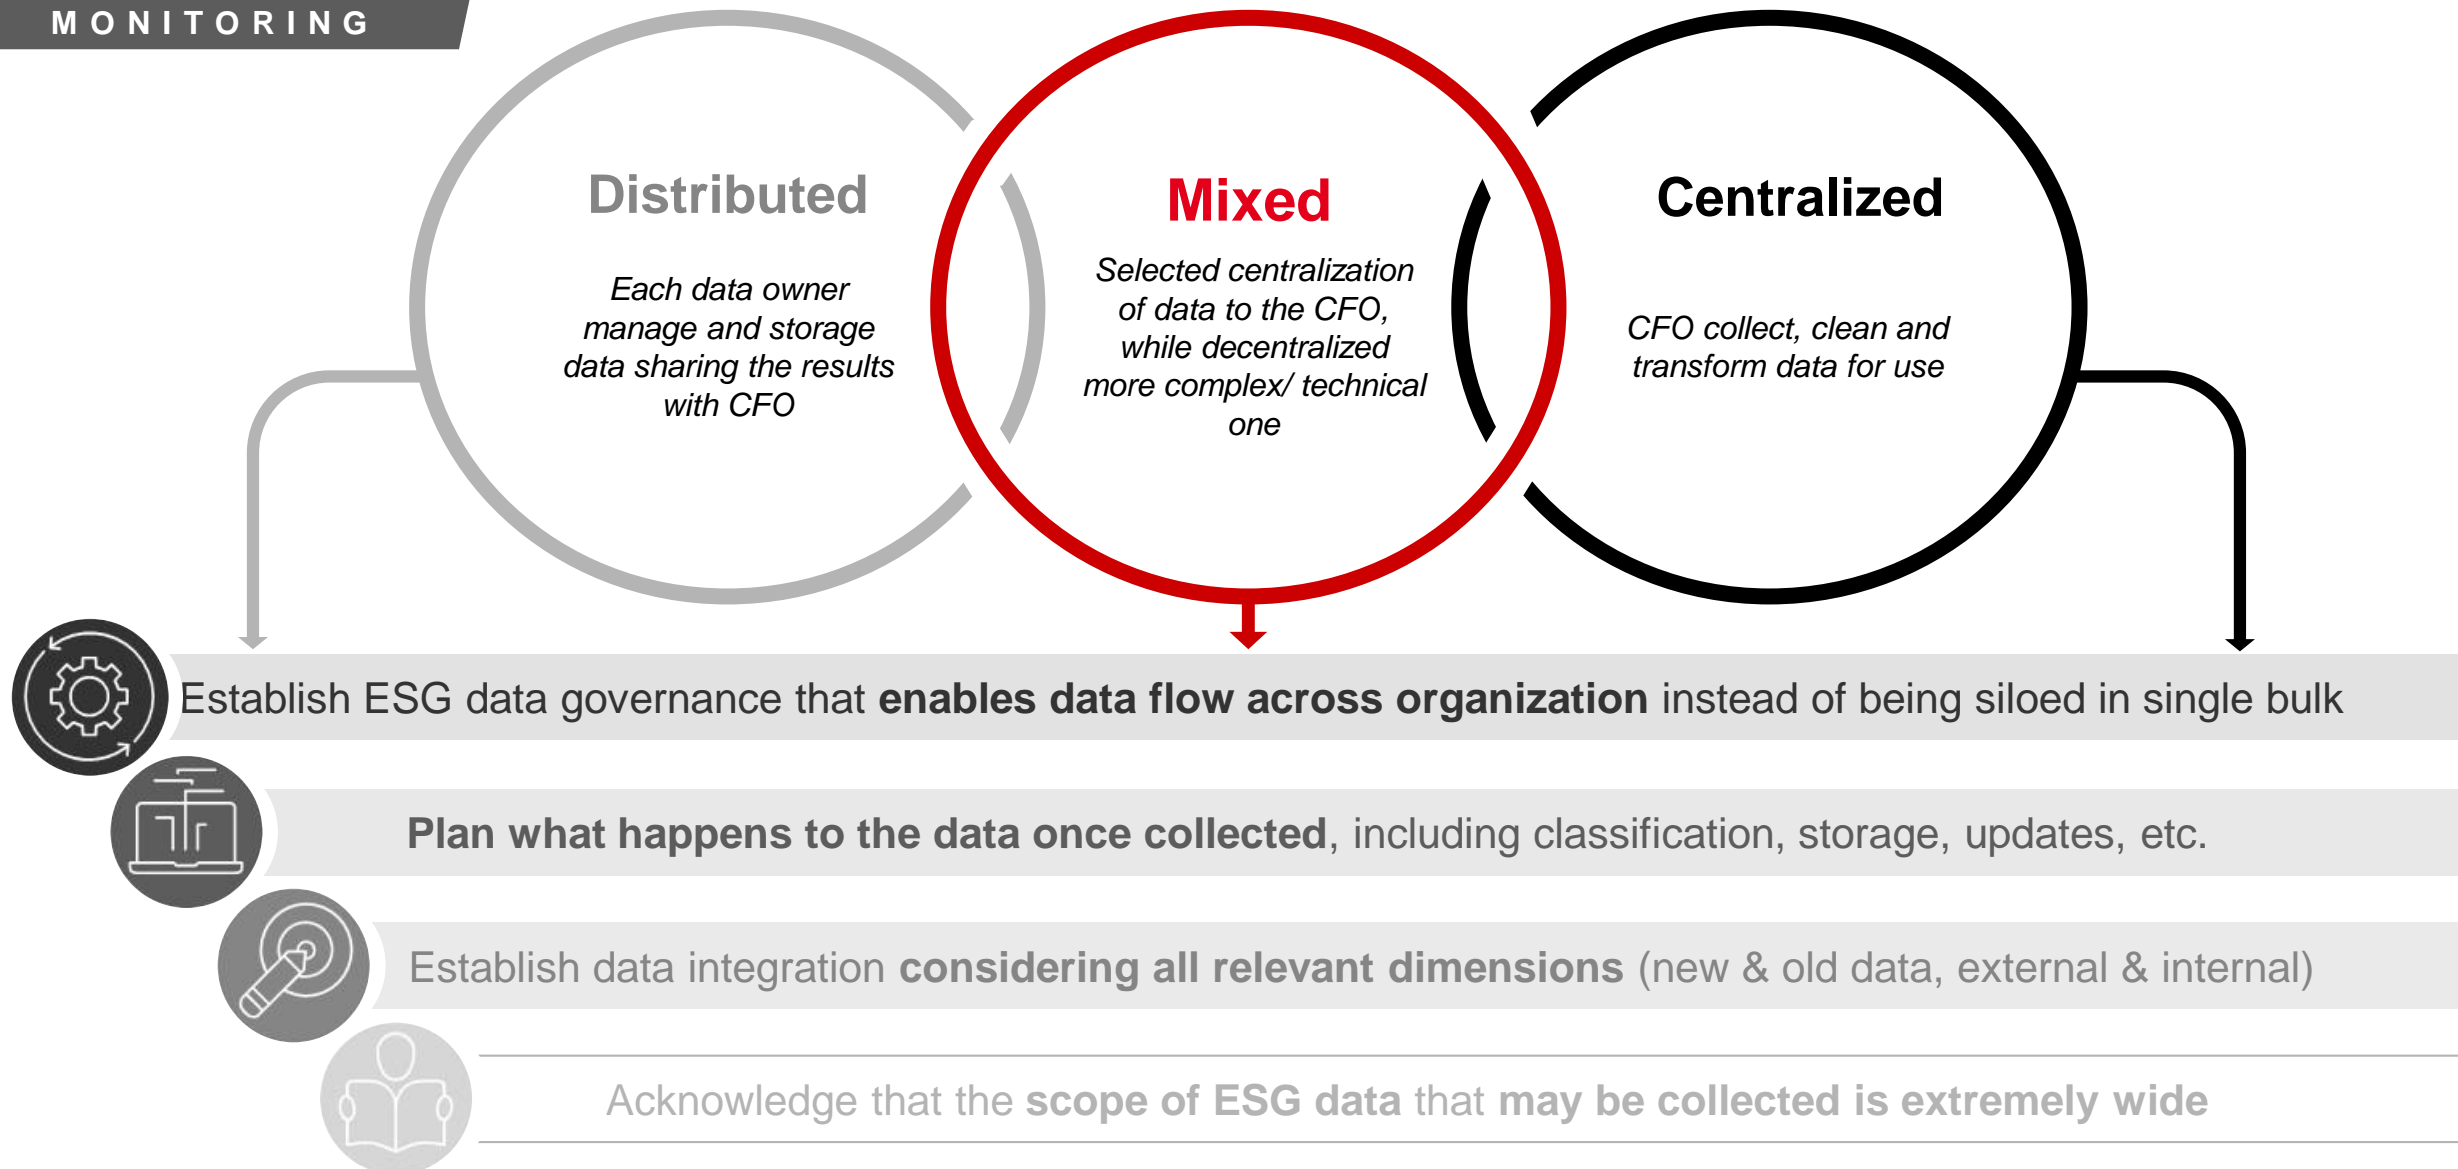 MONITORING
Distributed
Each data owner
manage and storage
data sharing the results
with CFO
Mixed
Selected centralization
of data to the CFO,
while decentralized
more complex/ technical
one
Centralized
CFO collect, clean and
transform data for use
Establish ESG data governance that enables data flow across organization instead of being siloed in single bulk
Plan what happens to the data once collected, including classification, storage, updates, etc.
Establish data integration considering all relevant dimensions (new & old data, external & internal)
Acknowledge that the scope of ESG data that may be collected is extremely wide